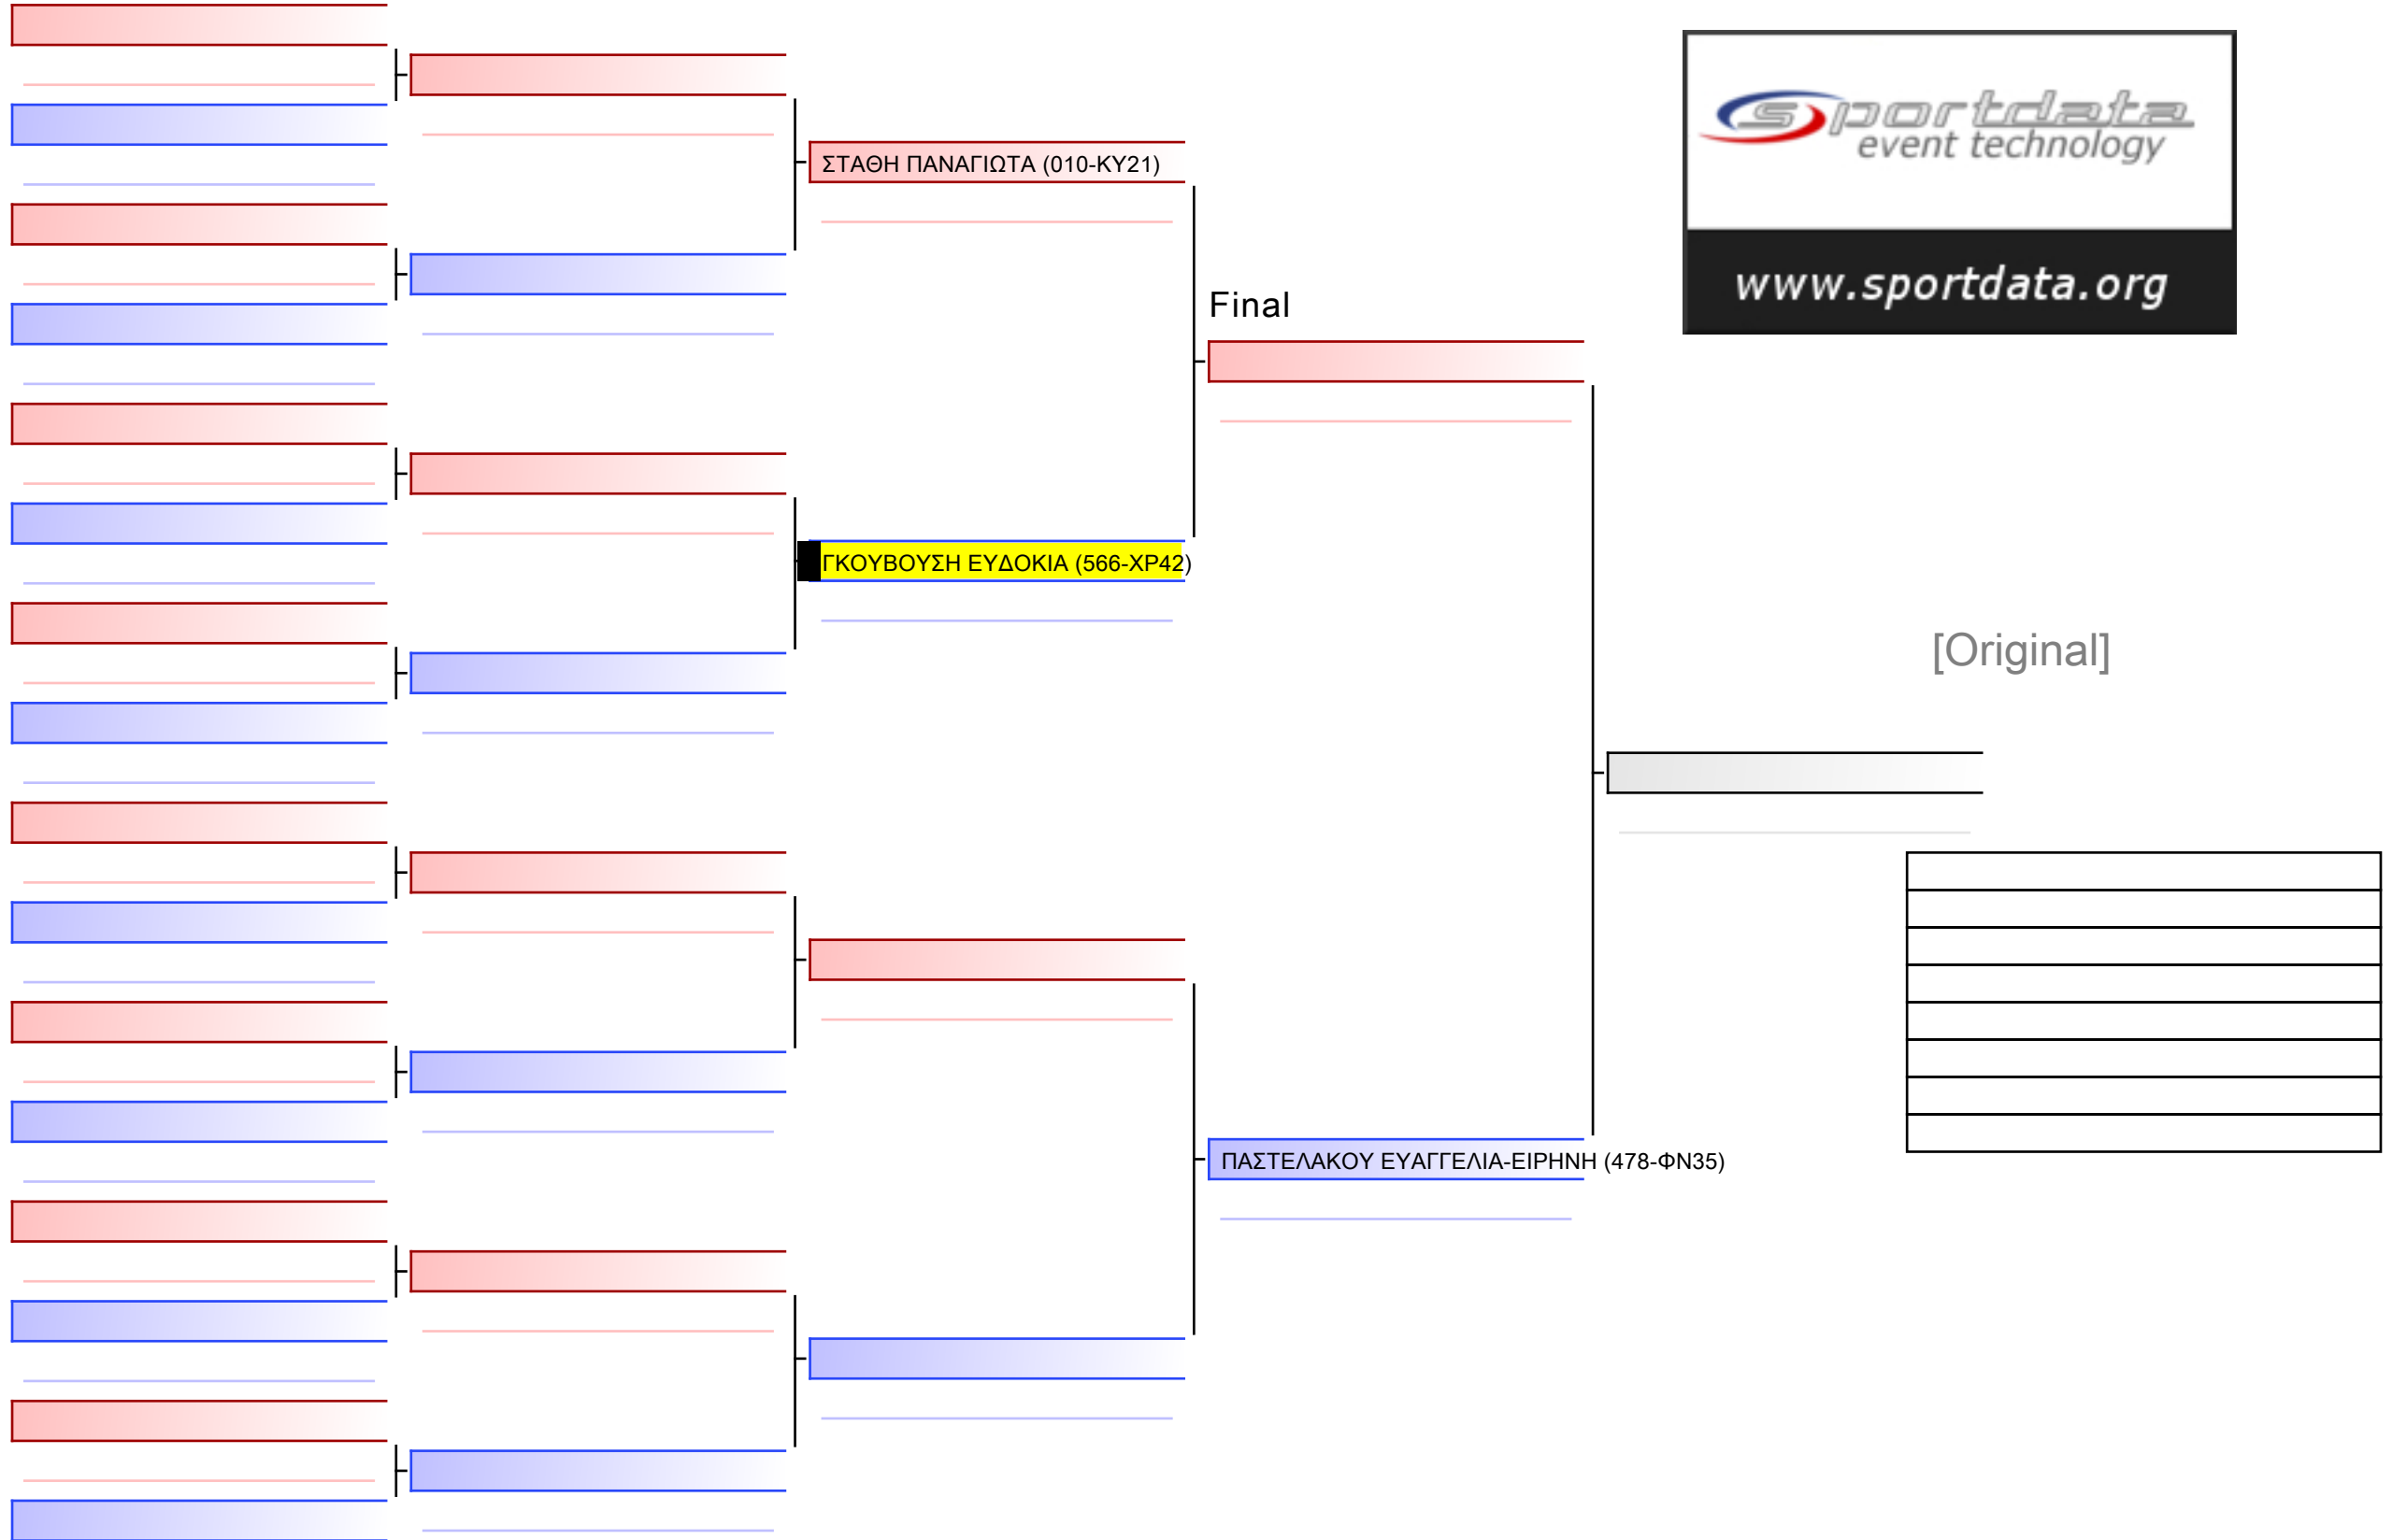 sportdata
event technology
www.sportdata.org
ΣΤΑΘΗ ΠΑΝΑΓΙΩΤΑ (010-ΚΥ21)
Final
ΓΚΟΥΒΟΥΣΗ ΕΥΔΟΚΙΑ (566-ΧΡ42)
[Original]
ΠΑΣΤΕΛΑΚΟΥ ΕΥΑΓΓΕΛΙΑ-ΕΙΡΗΝΗ (478-ΦΝ35)